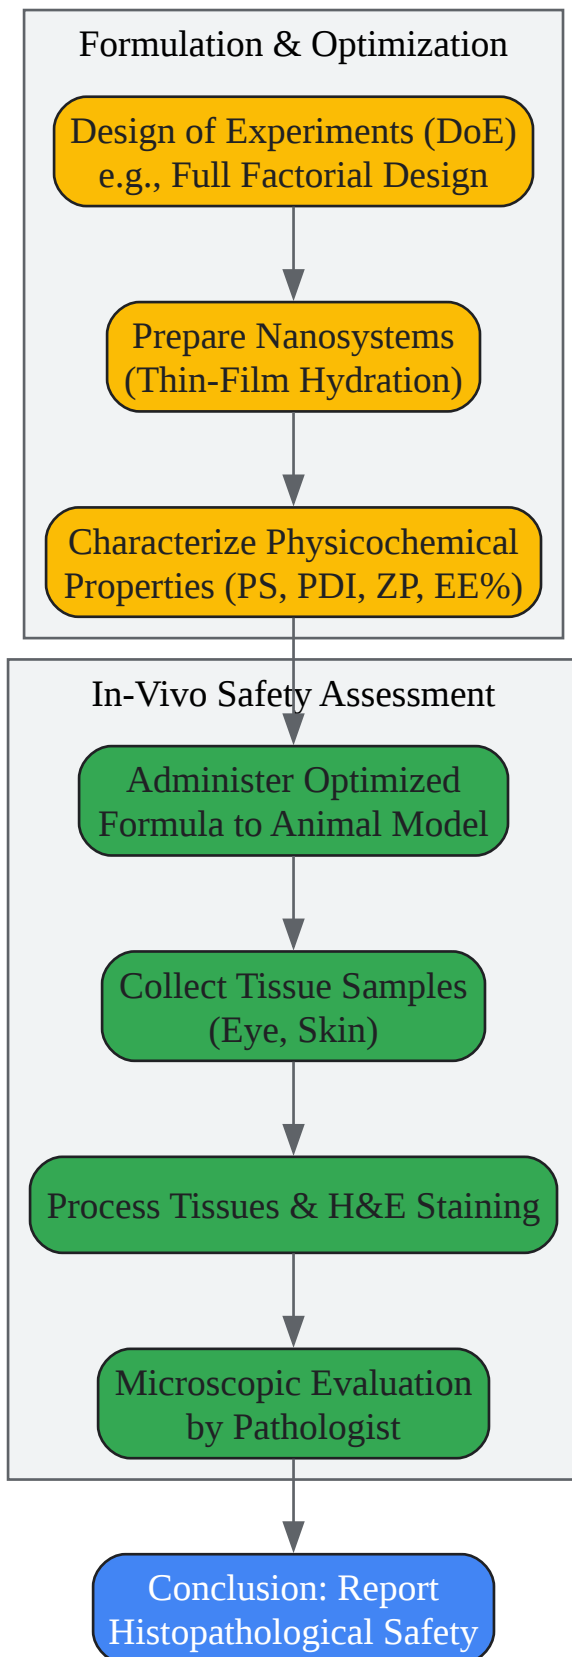 Formulation & Optimization
Design of Experiments (DoE)
e.g., Full Factorial Design
Prepare Nanosystems
(Thin-Film Hydration)
Characterize Physicochemical
Properties (PS, PDI, ZP, EE%)
In-Vivo Safety Assessment
Administer Optimized
Formula to Animal Model
Collect Tissue Samples
(Eye, Skin)
Process Tissues & H&E Staining
Microscopic Evaluation
by Pathologist
Conclusion: Report
Histopathological Safety